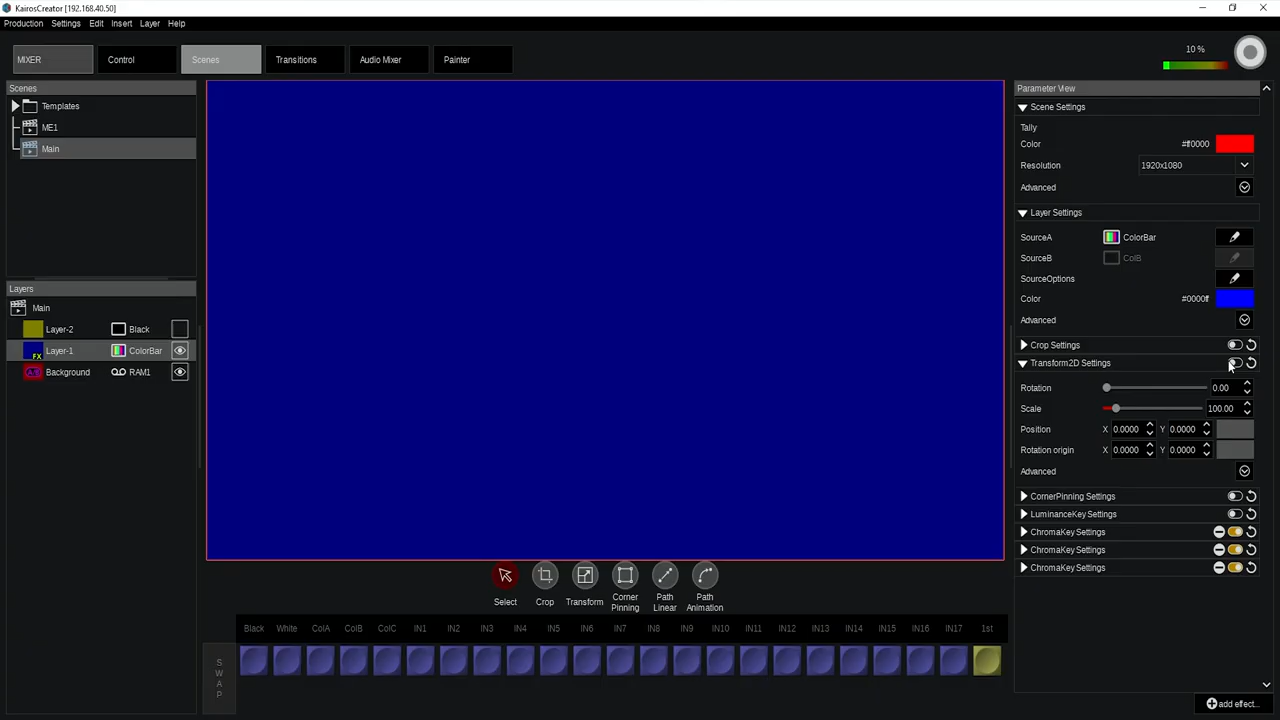 KairosCreator [192.168.40.50]
Production Settings Edit Insert Layer Help
MIXER Control Scenes Transitions Audio Mixer Painter
10 %
Scenes
Templates
ME1
Main
Layers
Main
Layer-2 Black
FX Layer-1 ColorBar
A/B Background RAM1
Select Crop Transform Corner Pinning Path Linear Path Animation
Black White ColA ColB ColC IN1 IN2 IN3 IN4 IN5 IN6 IN7 IN8 IN9 IN10 IN11 IN12 IN13 IN14 IN15 IN16 IN17 1st
SWAP
Parameter View
Scene Settings
Tally
Color #ff0000
Resolution 1920x1080
Advanced
Layer Settings
SourceA ColorBar
SourceB ColB
SourceOptions
Color #0000ff
Advanced
Crop Settings
Transform2D Settings
Rotation 0.00
Scale 100.00
Position X 0.0000 Y 0.0000
Rotation origin X 0.0000 Y 0.0000
Advanced
CornerPinning Settings
LuminanceKey Settings
ChromaKey Settings
ChromaKey Settings
ChromaKey Settings
add effect...